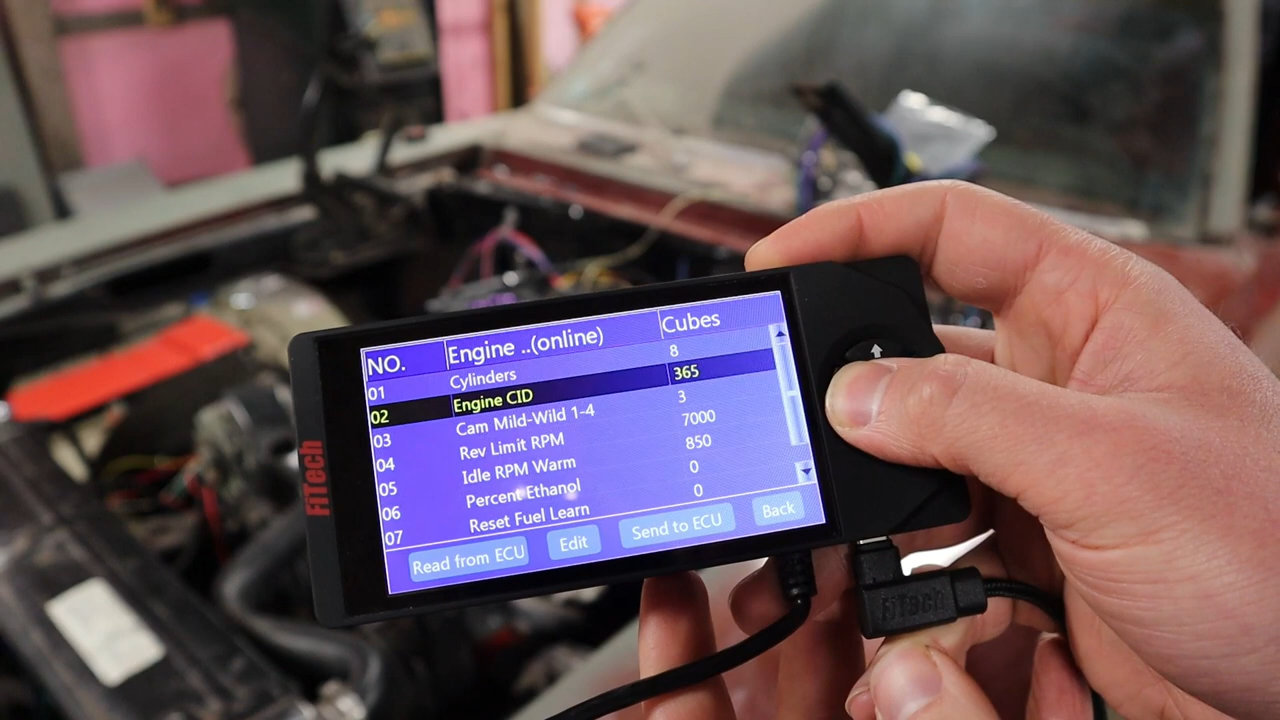 FiTech
NO. Engine ..(online) Cubes
01 Cylinders 8
02 Engine CID 365
03 Cam Mild-Wild 1-4 3
04 Rev Limit RPM 7000
05 Idle RPM Warm 850
06 Percent Ethanol 0
07 Reset Fuel Learn 0
Read from ECU Edit Send to ECU Back
FiTech